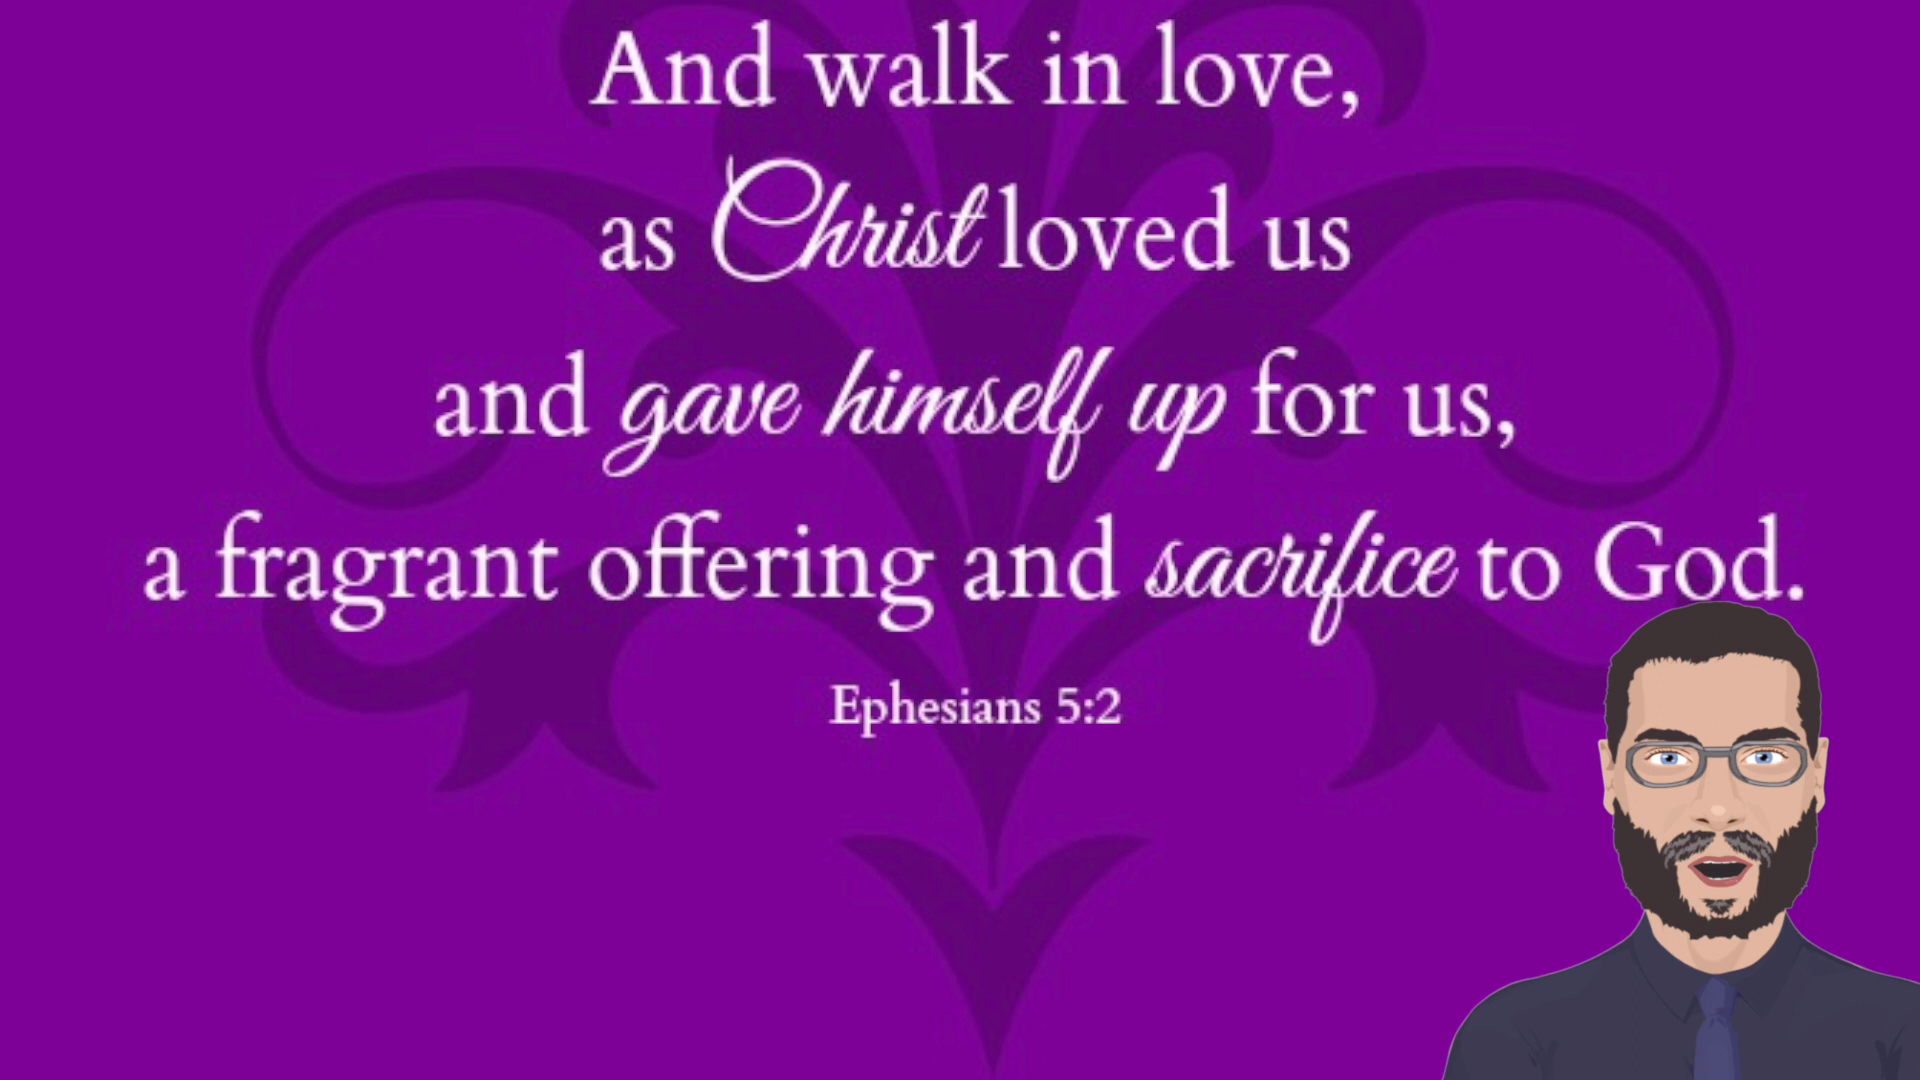 And walk in love,
as Christ loved us
and gave himself up for us,
a fragrant offering and sacrifice to God.
Ephesians 5:2